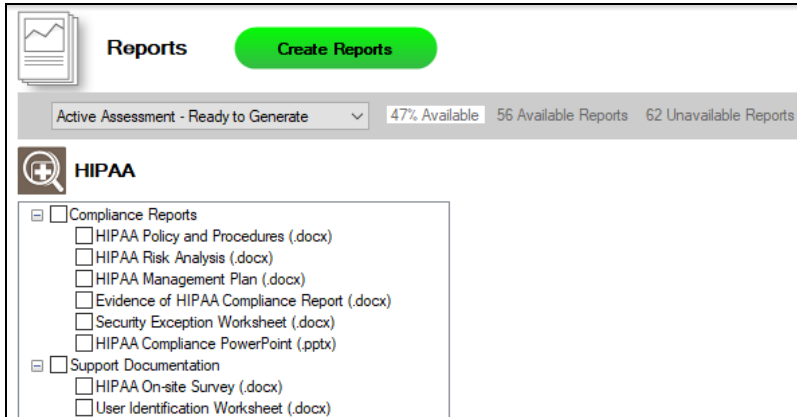 Reports
Create Reports
Active Assessment - Ready to Generate
47% Available 56 Available Reports 62 Unavailable Reports
HIPAA
Compliance Reports
HIPAA Policy and Procedures (.docx)
HIPAA Risk Analysis (.docx)
HIPAA Management Plan (.docx)
Evidence of HIPAA Compliance Report (.docx)
Security Exception Worksheet (.docx)
HIPAA Compliance PowerPoint (.pptx)
Support Documentation
HIPAA On-site Survey (.docx)
User Identification Worksheet (.docx)